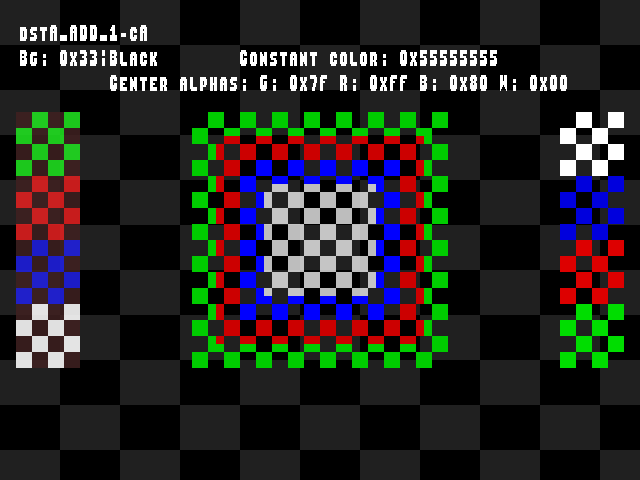 dstA_ADD_1-cA
Bg: 0x33¦Black Constant color: 0x55555555
Center alphas: G: 0x7f R: 0xff B: 0x80 W: 0x00